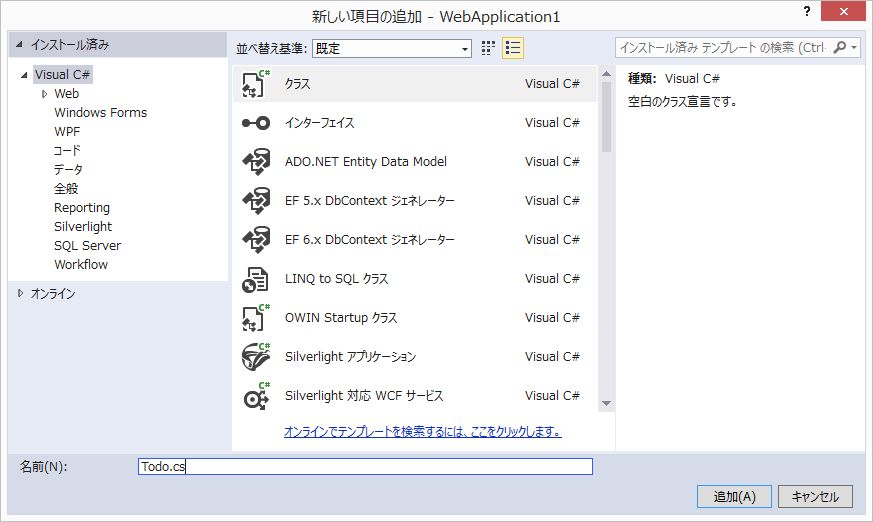 新しい項目の追加 - WebApplication1
?
インストール済み
並べ替え基準: 既定
インストール済み テンプレート の検索 (Ctrl-
Visual C#
Web
Windows Forms
WPF
コード
データ
全般
Reporting
Silverlight
SQL Server
Workflow
オンライン
クラス Visual C#
インターフェイス Visual C#
ADO.NET Entity Data Model Visual C#
EF 5.x DbContext ジェネレーター Visual C#
EF 6.x DbContext ジェネレーター Visual C#
LINQ to SQL クラス Visual C#
OWIN Startup クラス Visual C#
Silverlight アプリケーション Visual C#
Silverlight 対応 WCF サービス Visual C#
オンラインでテンプレートを検索するには、ここをクリックします。
種類: Visual C#
空白のクラス宣言です。
名前(N): Todo.cs
追加(A) キャンセル